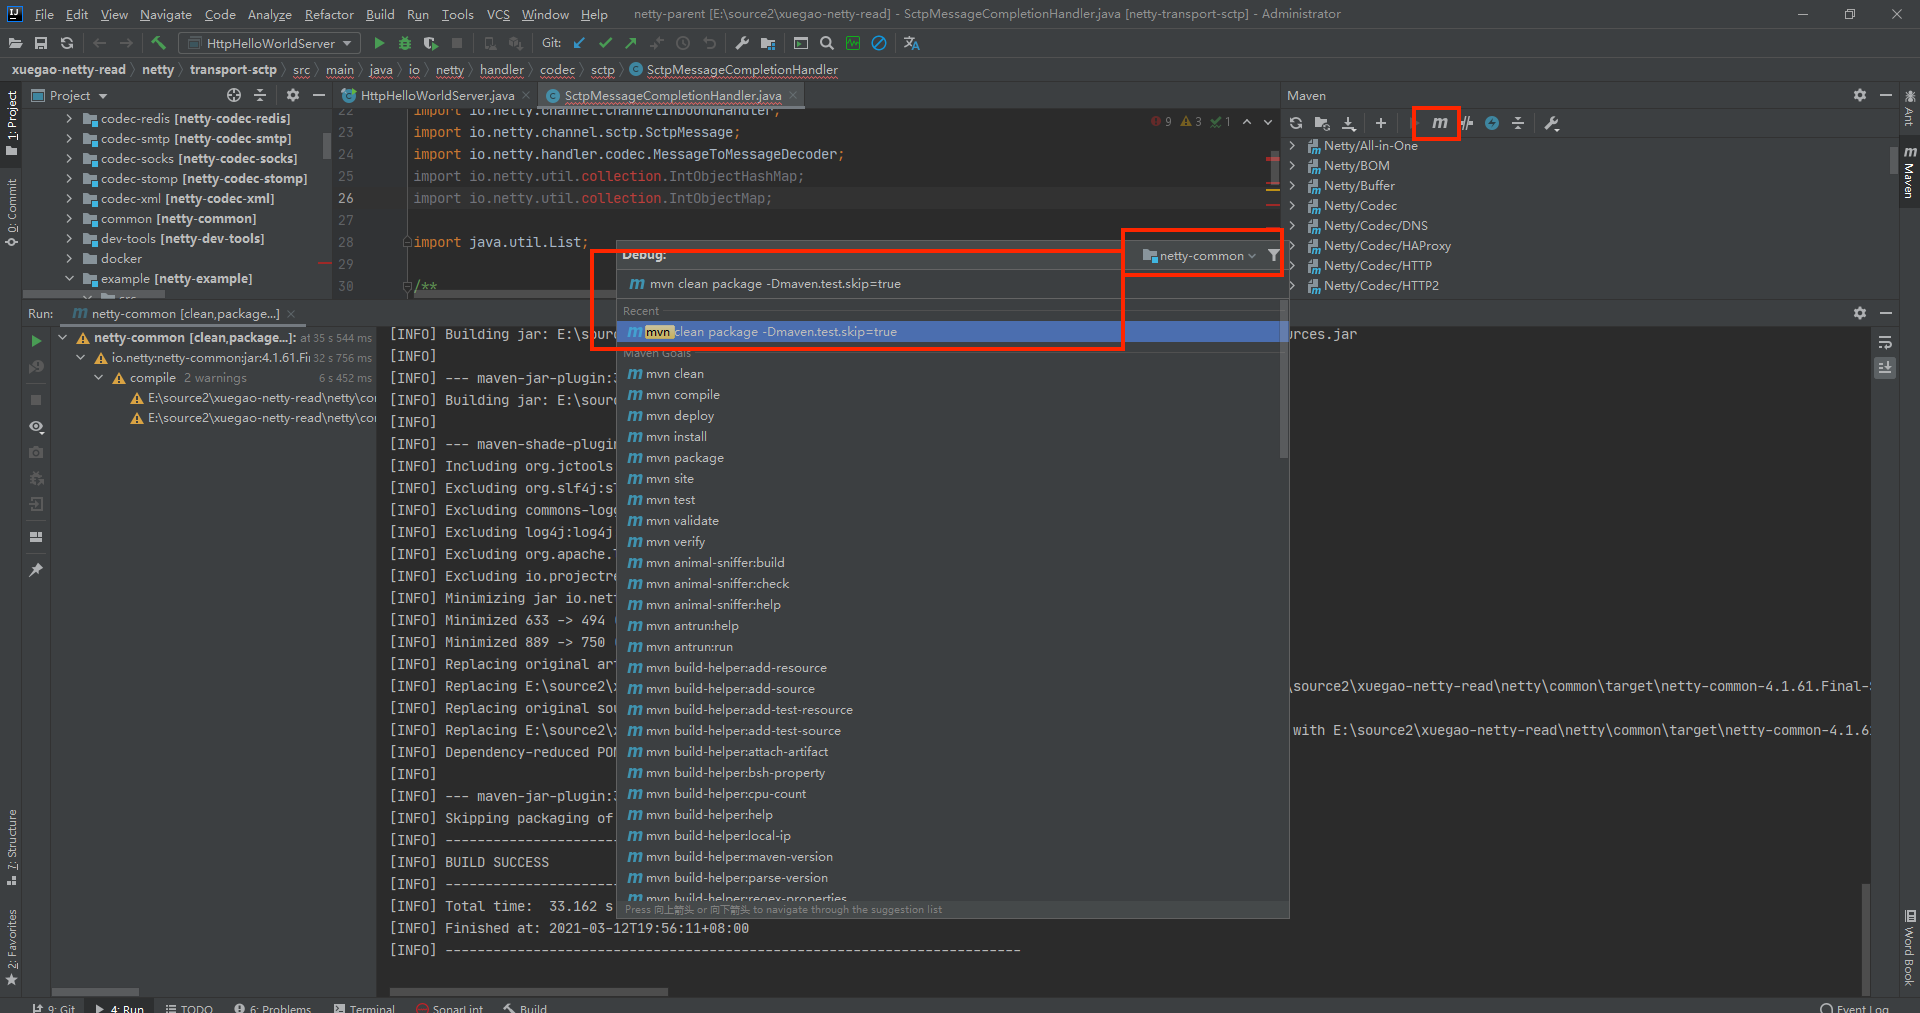 File Edit View Navigate Code Analyze Refactor Build Run Tools VCS Window Help netty-parent [E:\source2\xuegao-netty-read] - SctpMessageCompletionHandler.java [netty-transport-sctp] - Administrator
HttpHelloWorldServer Git:
xuegao-netty-read netty transport-sctp src main java io netty handler codec sctp SctpMessageCompletionHandler
1: Project
0: Commit
7: Structure
2: Favorites
Project
codec-redis [netty-codec-redis]
codec-smtp [netty-codec-smtp]
codec-socks [netty-codec-socks]
codec-stomp [netty-codec-stomp]
codec-xml [netty-codec-xml]
common [netty-common]
dev-tools [netty-dev-tools]
docker
example [netty-example]
src
HttpHelloWorldServer.java SctpMessageCompletionHandler.java
9 3 1
22 import io.netty.channel.ChannelInboundHandler;
23 import io.netty.channel.sctp.SctpMessage;
24 import io.netty.handler.codec.MessageToMessageDecoder;
25 import io.netty.util.collection.IntObjectHashMap;
26 import io.netty.util.collection.IntObjectMap;
27
28 import java.util.List;
29
30 /**
Maven
Netty/All-in-One
Netty/BOM
Netty/Buffer
Netty/Codec
Netty/Codec/DNS
Netty/Codec/HAProxy
Netty/Codec/HTTP
Netty/Codec/HTTP2
Ant
Maven
Word Book
Run: netty-common [clean,package...]
netty-common [clean,package...]: at 35 s 544 ms
io.netty:netty-common:jar:4.1.61.Fi 32 s 756 ms
compile 2 warnings 6 s 452 ms
E:\source2\xuegao-netty-read\netty\co
E:\source2\xuegao-netty-read\netty\co
[INFO] Building jar: E:\sour urces.jar
[INFO]
[INFO] --- maven-jar-plugin:
[INFO] Building jar: E:\sour
[INFO]
[INFO] --- maven-shade-plugin
[INFO] Including org.jctools
[INFO] Excluding org.slf4j:s
[INFO] Excluding commons-log
[INFO] Excluding log4j:log4j
[INFO] Excluding org.apache.
[INFO] Excluding io.projectr
[INFO] Minimizing jar io.net
[INFO] Minimized 633 -> 494
[INFO] Minimized 889 -> 750
[INFO] Replacing original ar
[INFO] Replacing E:\source2\ \source2\xuegao-netty-read\netty\common\target\netty-common-4.1.61.Final-
[INFO] Replacing original so
[INFO] Replacing E:\source2\ with E:\source2\xuegao-netty-read\netty\common\target\netty-common-4.1.6
[INFO] Dependency-reduced PO
[INFO]
[INFO] --- maven-jar-plugin:
[INFO] Skipping packaging of
[INFO] ---------------------
[INFO] BUILD SUCCESS
[INFO] ---------------------
[INFO] Total time:  33.162 s
[INFO] Finished at: 2021-03-12T19:56:11+08:00
[INFO] ------------------------------------------------------------------------
Debug: netty-common
mvn clean package -Dmaven.test.skip=true
Recent
mvn clean package -Dmaven.test.skip=true
Maven Goals
mvn clean
mvn compile
mvn deploy
mvn install
mvn package
mvn site
mvn test
mvn validate
mvn verify
mvn animal-sniffer:build
mvn animal-sniffer:check
mvn animal-sniffer:help
mvn antrun:help
mvn antrun:run
mvn build-helper:add-resource
mvn build-helper:add-source
mvn build-helper:add-test-resource
mvn build-helper:add-test-source
mvn build-helper:attach-artifact
mvn build-helper:bsh-property
mvn build-helper:cpu-count
mvn build-helper:help
mvn build-helper:local-ip
mvn build-helper:maven-version
mvn build-helper:parse-version
mvn build-helper:regex-properties
Press 向上箭头 or 向下箭头 to navigate through the suggestion list
9: Git 4: Run TODO 6: Problems Terminal SonarLint Build Event Log